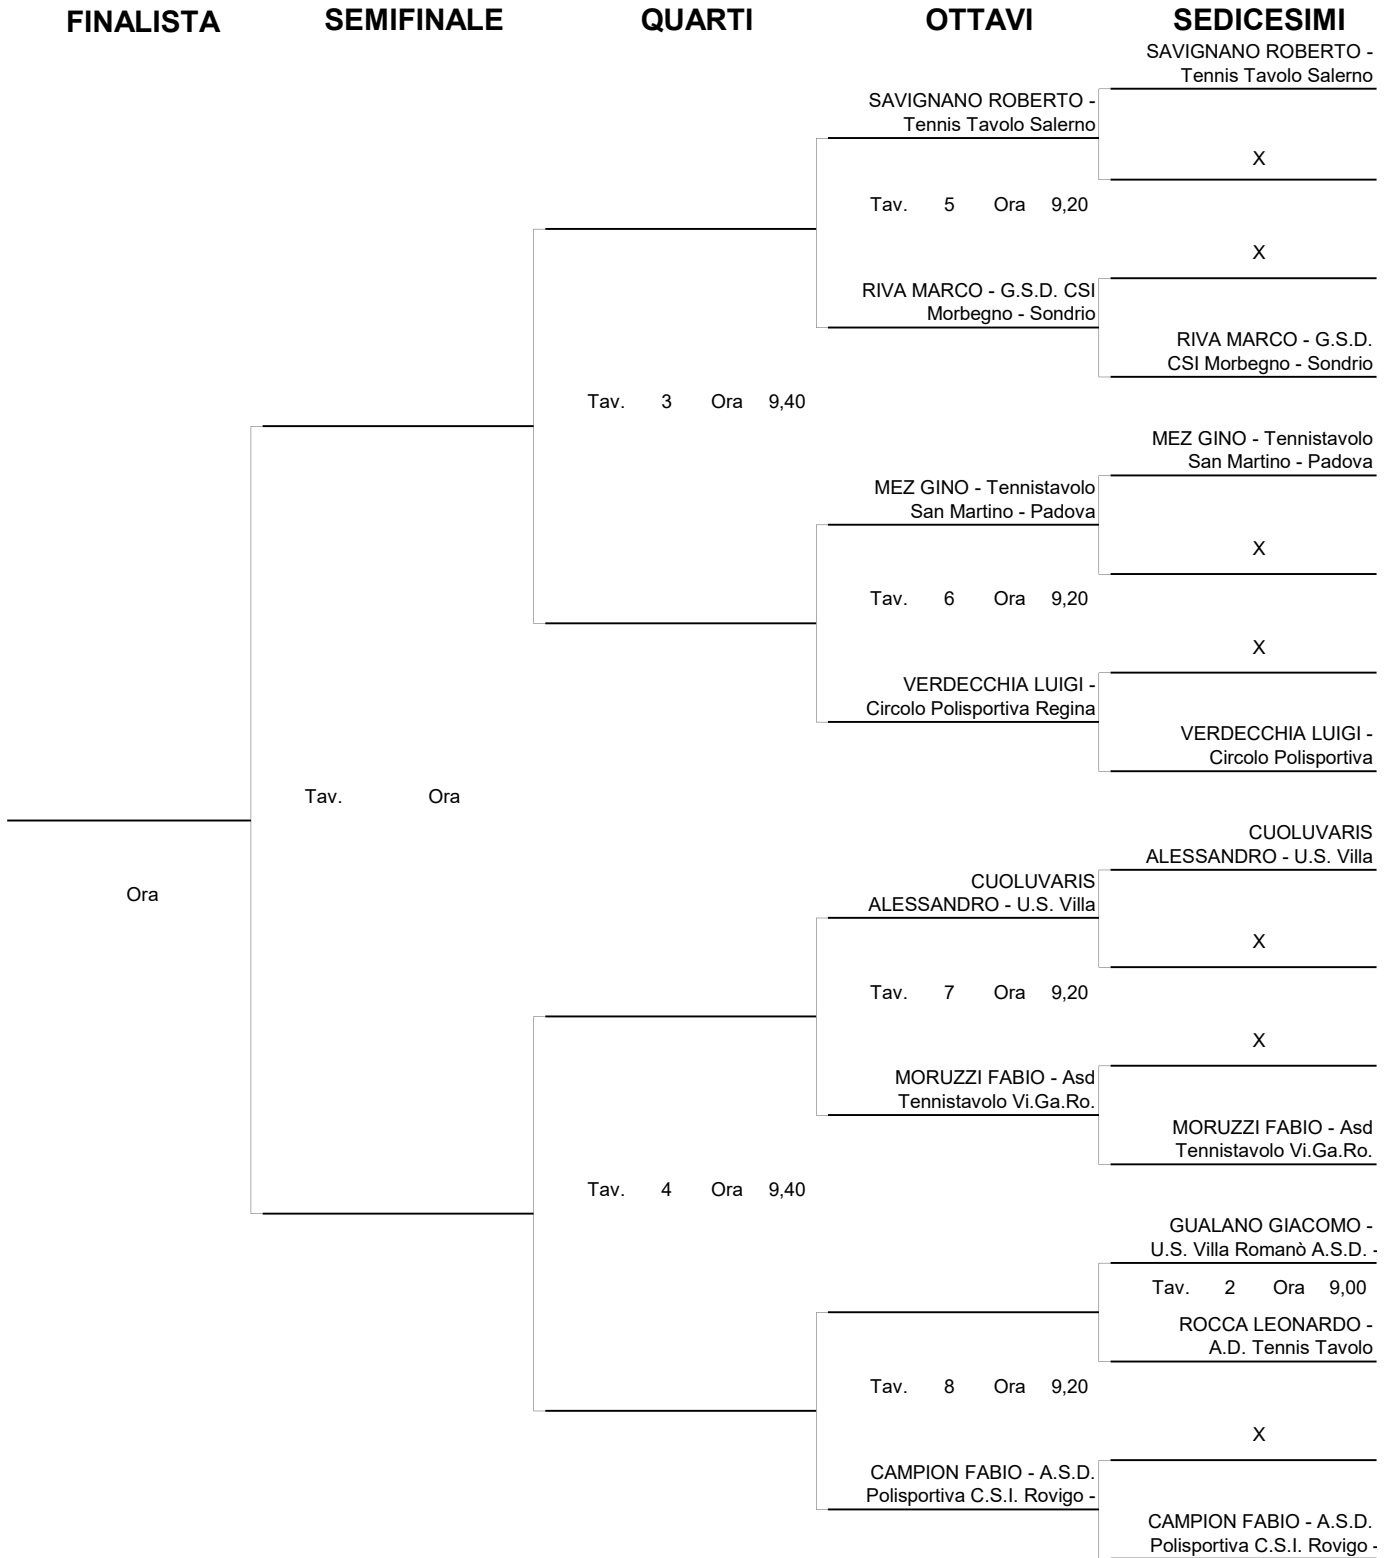 FINALISTA SEMIFINALE QUARTI OTTAVI SEDICESIMI
SAVIGNANO ROBERTO -
Tennis Tavolo Salerno
SAVIGNANO ROBERTO -
Tennis Tavolo Salerno
X
Tav. 5 Ora 9,20
X
RIVA MARCO - G.S.D. CSI
Morbegno - Sondrio
RIVA MARCO - G.S.D.
CSI Morbegno - Sondrio
Tav. 3 Ora 9,40
MEZ GINO - Tennistavolo
San Martino - Padova
MEZ GINO - Tennistavolo
San Martino - Padova
X
Tav. 6 Ora 9,20
X
VERDECCHIA LUIGI -
Circolo Polisportiva Regina
VERDECCHIA LUIGI -
Circolo Polisportiva
Tav. Ora
CUOLUVARIS
ALESSANDRO - U.S. Villa
Ora
CUOLUVARIS
ALESSANDRO - U.S. Villa
X
Tav. 7 Ora 9,20
X
MORUZZI FABIO - Asd
Tennistavolo Vi.Ga.Ro.
MORUZZI FABIO - Asd
Tennistavolo Vi.Ga.Ro.
Tav. 4 Ora 9,40
GUALANO GIACOMO -
U.S. Villa Romanò A.S.D. -
Tav. 2 Ora 9,00
ROCCA LEONARDO -
A.D. Tennis Tavolo
Tav. 8 Ora 9,20
X
CAMPION FABIO - A.S.D.
Polisportiva C.S.I. Rovigo -
CAMPION FABIO - A.S.D.
Polisportiva C.S.I. Rovigo -